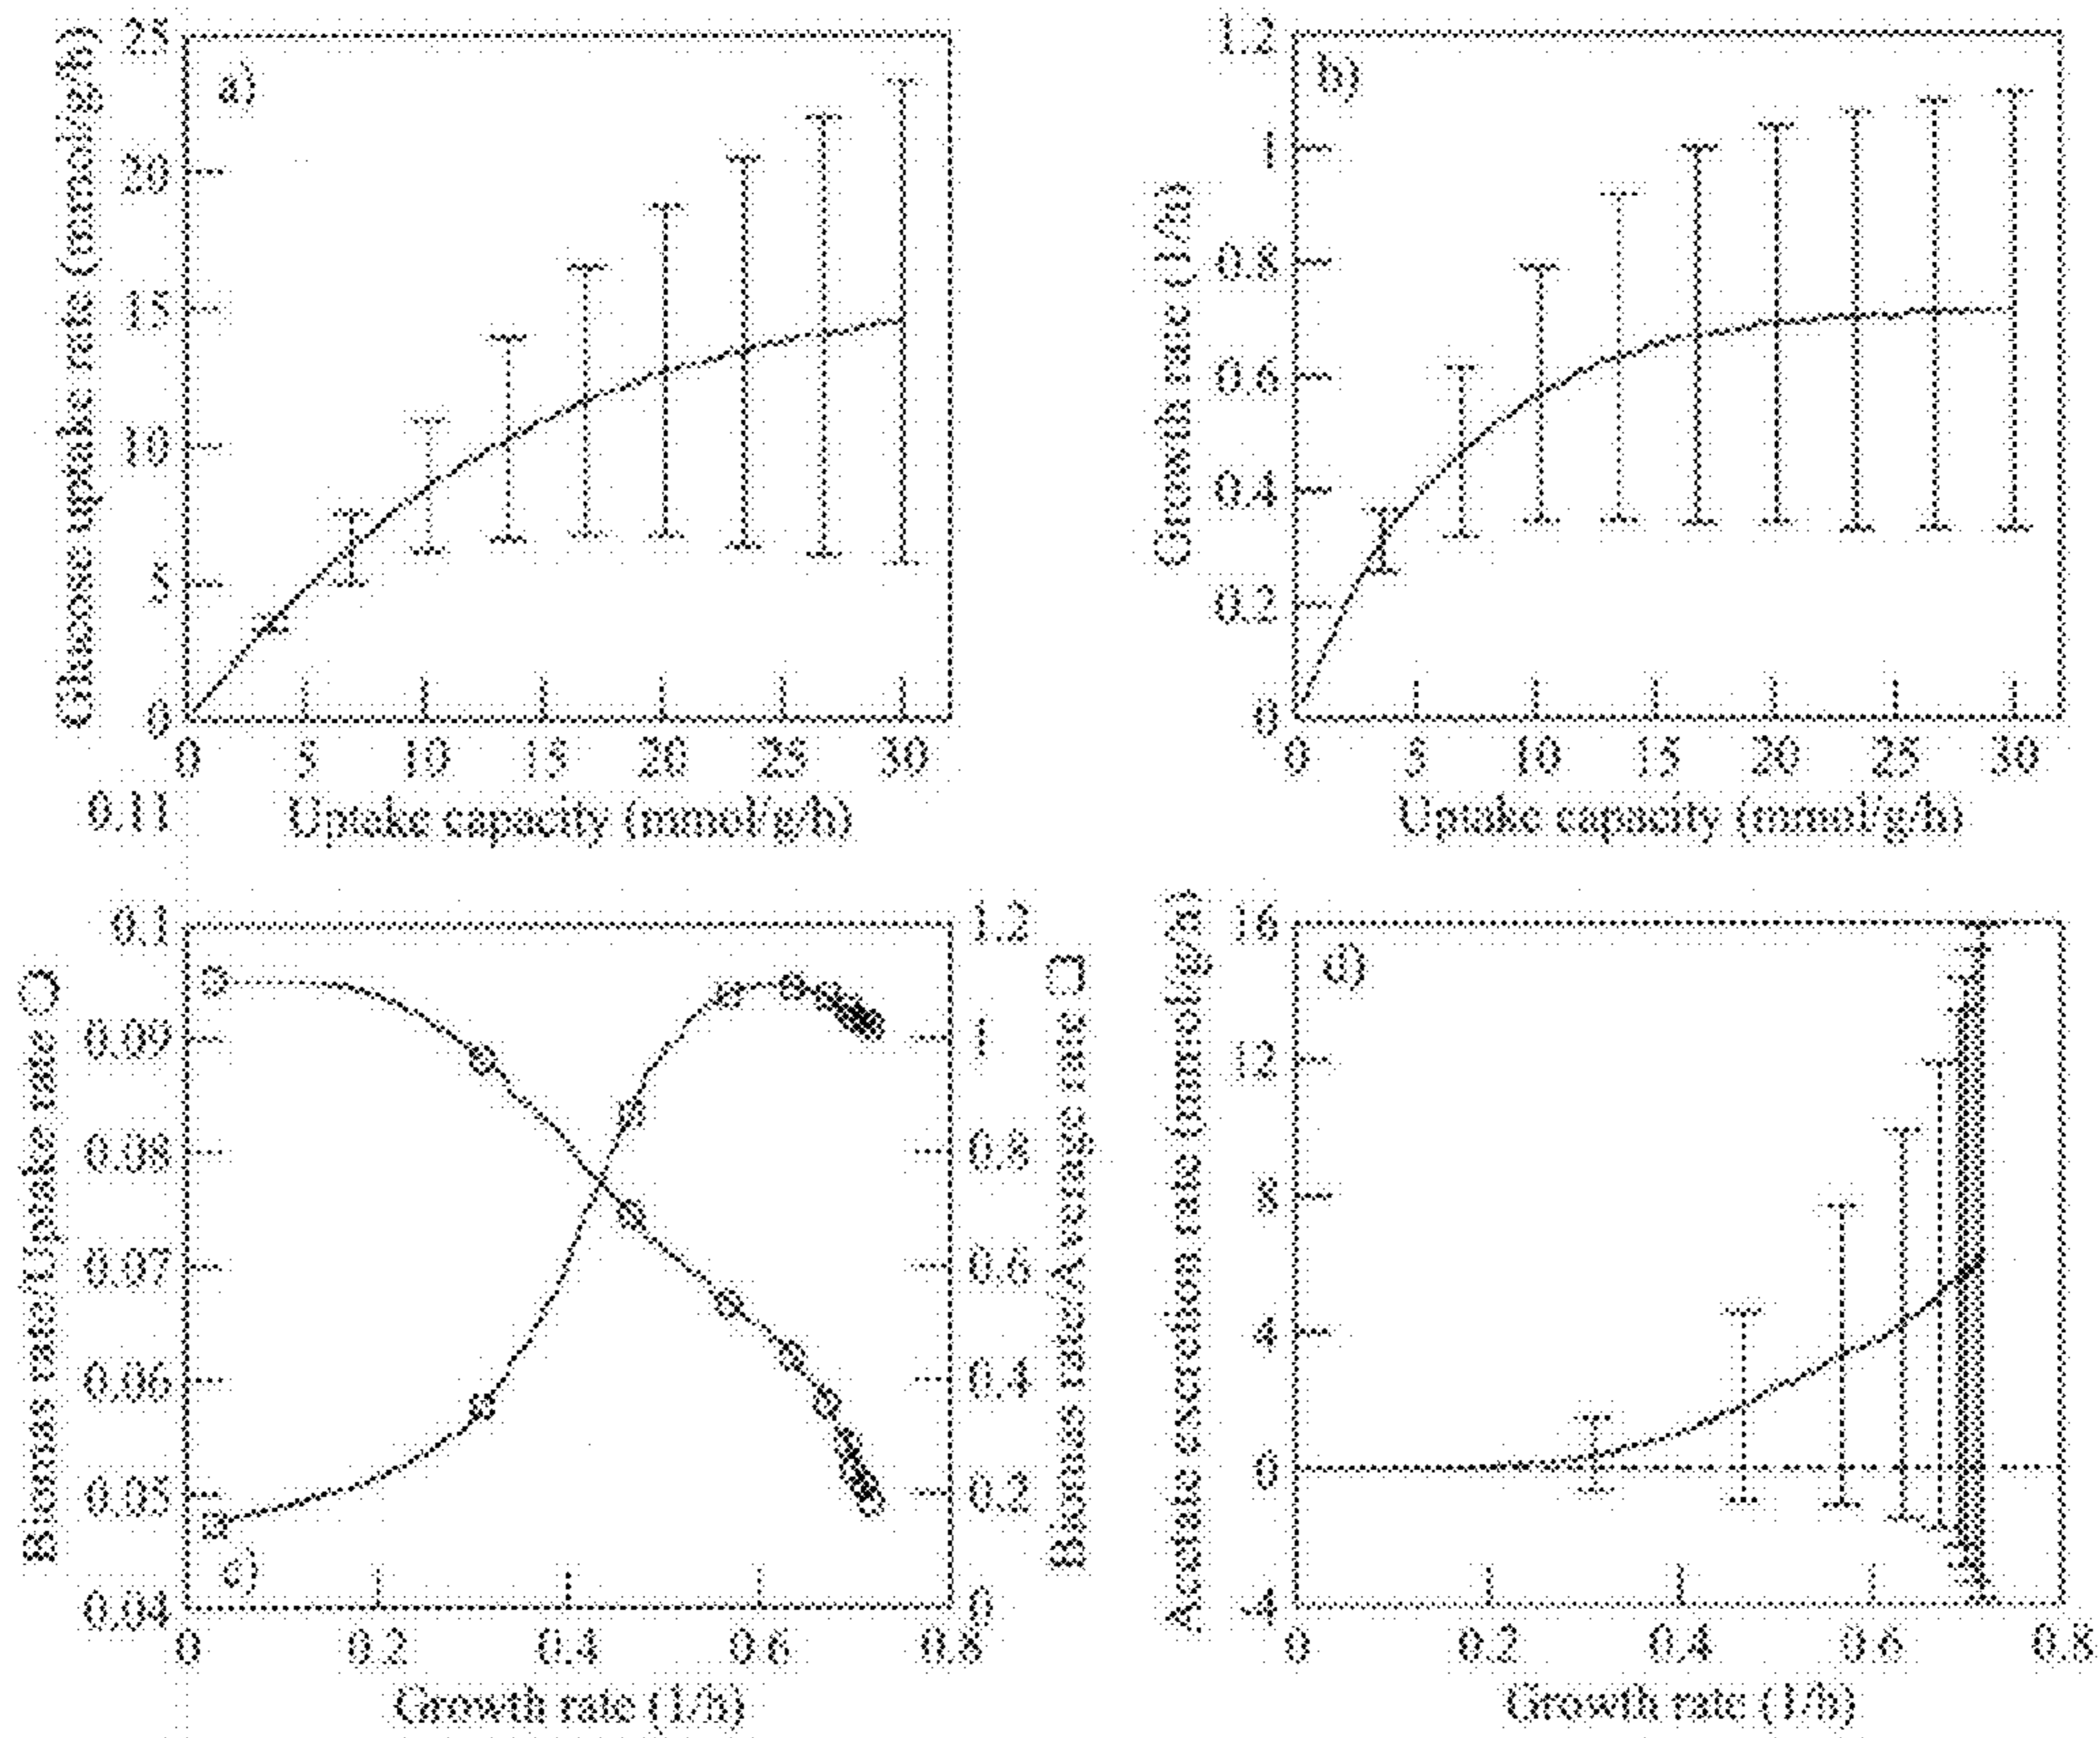 Glucose uptake rate (mmol/g/h)
25
20
15
10
5
0
a)
0 5 10 15 20 25 30
Uptake capacity (mmol/g/h)
Growth rate (1/h)
1.2
1
0.8
0.6
0.4
0.2
0
b)
0 5 10 15 20 25 30
Uptake capacity (mmol/g/h)
0.11
Biomas rate/Upake rate
0.1
0.09
0.08
0.07
0.06
0.05
0.04
c)
0 0.2 0.4 0.6 0.8
Growth rate (1/h)
1.2
1
0.8
0.6
0.4
0.2
0
Biomass rate/Average rms
Acetate excretion rate (mmol/g/h)
16
12
8
4
0
-4
d)
0 0.2 0.4 0.6 0.8
Growth rate (1/h)